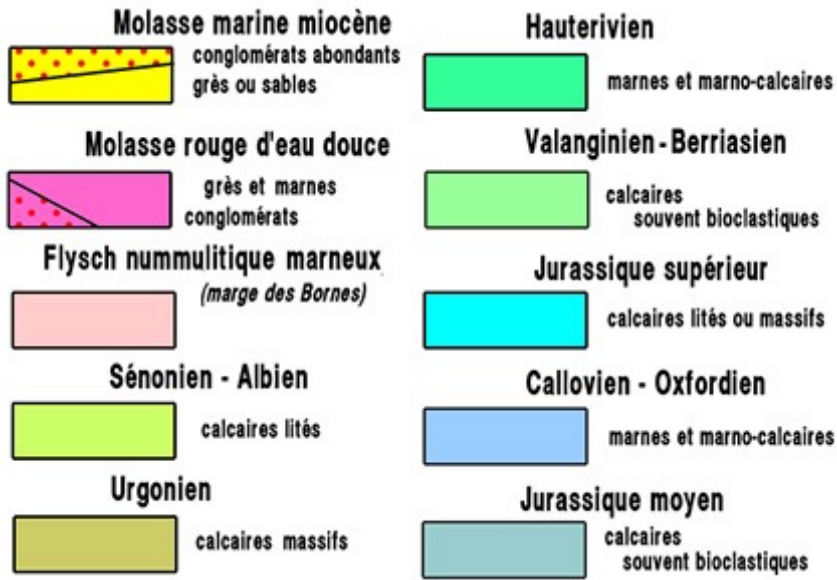 Molasse marine miocène
conglomérats abondants
grès ou sables
Molasse rouge d'eau douce
grès et marnes
conglomérats
Flysch nummulitique marneux
(marge des Bornes)
Sénonien - Albien
calcaires lités
Urgonien
calcaires massifs
Hauterivien
marnes et marno-calcaires
Valanginien - Berriasien
calcaires
souvent bioclastiques
Jurassique supérieur
calcaires lités ou massifs
Callovien - Oxfordien
marnes et marno-calcaires
Jurassique moyen
calcaires
souvent bioclastiques